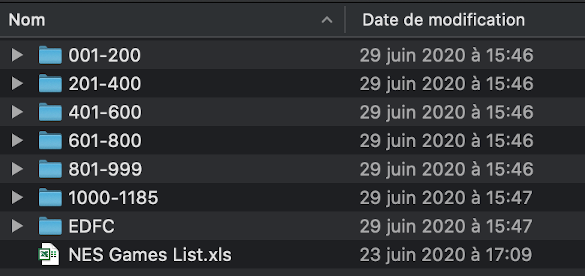 Nom Date de modification
001-200 29 juin 2020 à 15:46
201-400 29 juin 2020 à 15:46
401-600 29 juin 2020 à 15:46
601-800 29 juin 2020 à 15:46
801-999 29 juin 2020 à 15:46
1000-1185 29 juin 2020 à 15:47
EDFC 29 juin 2020 à 15:47
NES Games List.xls 23 juin 2020 à 17:09